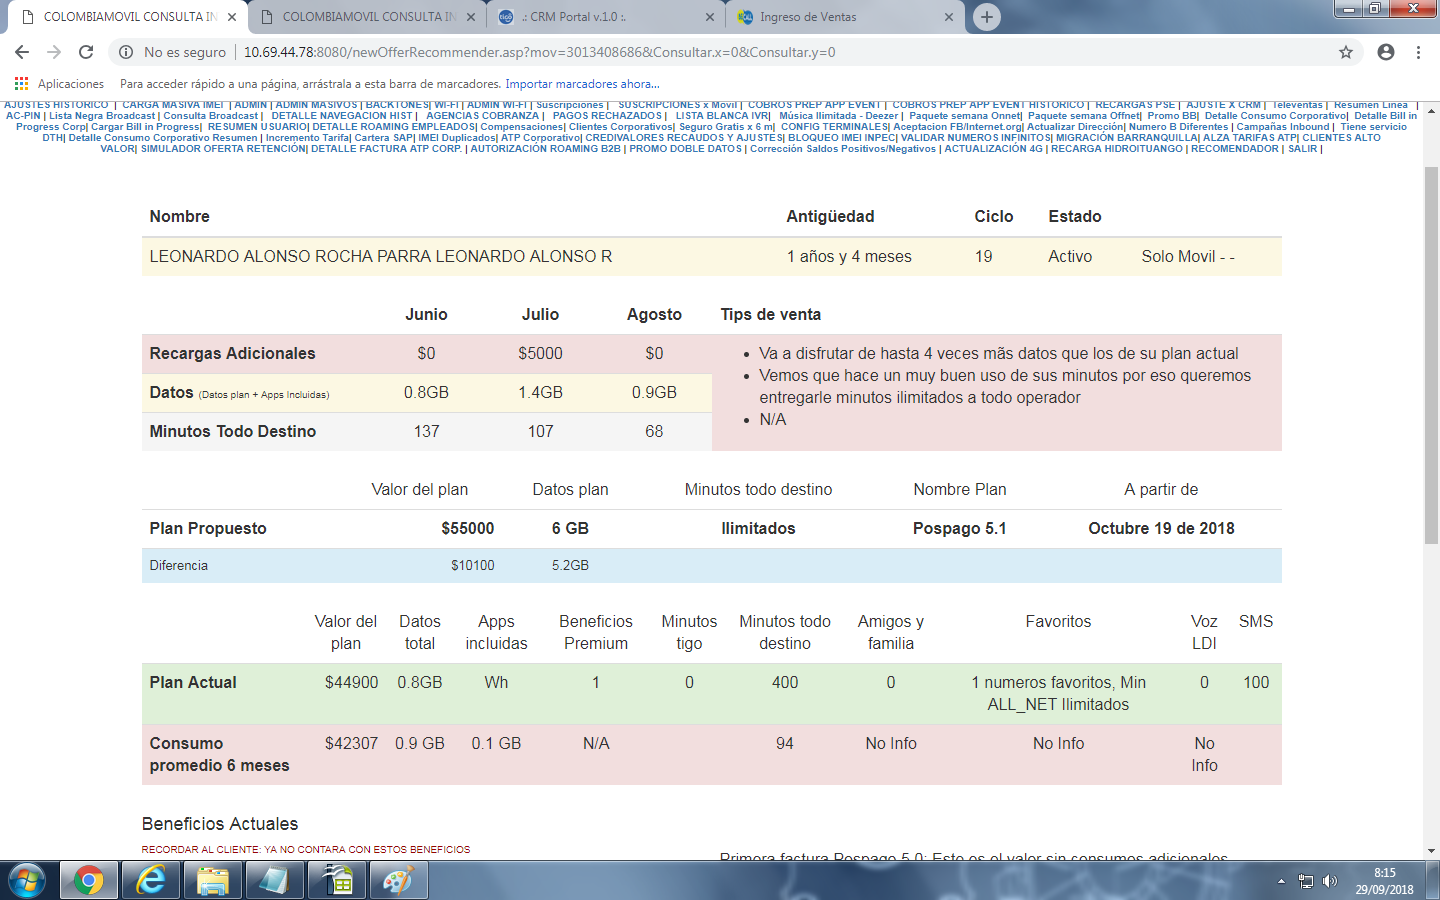 COLOMBIAMOVIL CONSULTA IN
COLOMBIAMOVIL CONSULTA IN
.: CRM Portal v.1.0 :.
Ingreso de Ventas
No es seguro | 10.69.44.78:8080/newOfferRecommender.asp?mov=3013408686&Consultar.x=0&Consultar.y=0
Aplicaciones Para acceder rápido a una página, arrástrala a esta barra de marcadores. Importar marcadores ahora...
AJUSTES HISTORICO | CARGA MASIVA IMEI | ADMIN | ADMIN MASIVOS | BACKTONES| WI-FI | ADMIN WI-FI | Suscripciones | SUSCRIPCIONES x Movil | COBROS PREP APP EVENT | COBROS PREP APP EVENT HISTORICO | RECARGAS PSE | AJUSTE X CRM | Televentas | Resumen Linea |
AC-PIN | Lista Negra Broadcast | Consulta Broadcast | DETALLE NAVEGACION HIST | AGENCIAS COBRANZA | PAGOS RECHAZADOS | LISTA BLANCA IVR| Música Ilimitada - Deezer | Paquete semana Onnet| Paquete semana Offnet| Promo BB| Detalle Consumo Corporativo| Detalle Bill in
Progress Corp| Cargar Bill in Progress| RESUMEN USUARIO| DETALLE ROAMING EMPLEADOS| Compensaciones| Clientes Corporativos| Seguro Gratis x 6 m| CONFIG TERMINALES| Aceptacion FB/Internet.org| Actualizar Dirección| Numero B Diferentes | Campañas Inbound | Tiene servicio
DTH| Detalle Consumo Corporativo Resumen | Incremento Tarifa| Cartera SAP| IMEI Duplicados| ATP Corporativo| CREDIVALORES RECAUDOS Y AJUSTES| BLOQUEO IMEI INPEC| VALIDAR NUMEROS INFINITOS| MIGRACIÓN BARRANQUILLA| ALZA TARIFAS ATP| CLIENTES ALTO
VALOR| SIMULADOR OFERTA RETENCIÓN| DETALLE FACTURA ATP CORP. | AUTORIZACIÓN ROAMING B2B | PROMO DOBLE DATOS | Corrección Saldos Positivos/Negativos | ACTUALIZACIÓN 4G | RECARGA HIDROITUANGO | RECOMENDADOR | SALIR |
Nombre Antigüedad Ciclo Estado
LEONARDO ALONSO ROCHA PARRA LEONARDO ALONSO R 1 años y 4 meses 19 Activo Solo Movil - -
Junio Julio Agosto Tips de venta
Recargas Adicionales $0 $5000 $0
Datos (Datos plan + Apps Incluidas) 0.8GB 1.4GB 0.9GB
Minutos Todo Destino 137 107 68
• Va a disfrutar de hasta 4 veces mãs datos que los de su plan actual
• Vemos que hace un muy buen uso de sus minutos por eso queremos
entregarle minutos ilimitados a todo operador
• N/A
Valor del plan Datos plan Minutos todo destino Nombre Plan A partir de
Plan Propuesto $55000 6 GB Ilimitados Pospago 5.1 Octubre 19 de 2018
Diferencia $10100 5.2GB
Valor del Datos Apps Beneficios Minutos Minutos todo Amigos y Favoritos Voz SMS
plan total incluidas Premium tigo destino familia LDI
Plan Actual $44900 0.8GB Wh 1 0 400 0 1 numeros favoritos, Min 0 100
ALL_NET Ilimitados
Consumo $42307 0.9 GB 0.1 GB N/A 94 No Info No Info No
promedio 6 meses Info
Beneficios Actuales
RECORDAR AL CLIENTE: YA NO CONTARA CON ESTOS BENEFICIOS
Primera factura Pospago 5.0: Este es el valor sin consumos adicionales
8:15
29/09/2018